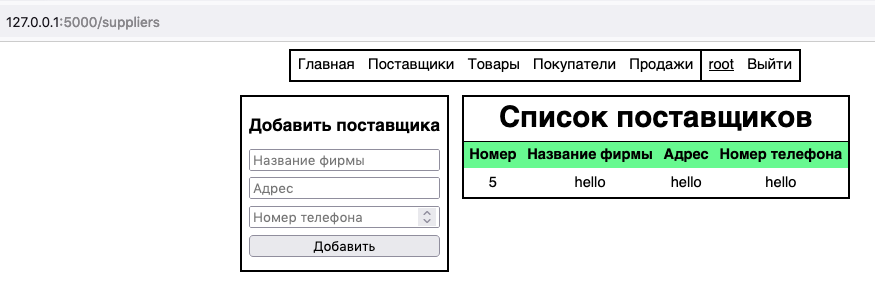 127.0.0.1:5000/suppliers
Главная Поставщики Товары Покупатели Продажи root Выйти
Добавить поставщика
Название фирмы
Адрес
Номер телефона
Добавить
Список поставщиков
Номер Название фирмы Адрес Номер телефона
5 hello hello hello